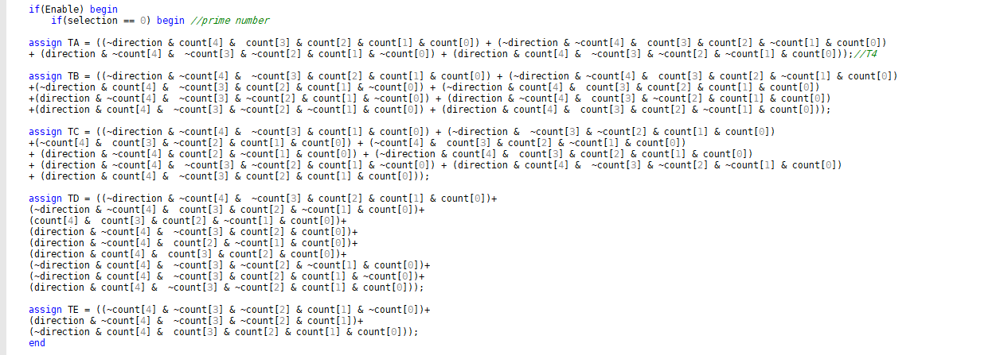 if(Enable) begin
if(selection == 0) begin //prime number
assign TA = ((~direction & count[4] &  count[3] & count[2] & count[1] & count[0]) + (~direction & ~count[4] &  count[3] & count[2] & ~count[1] & count[0])
+ (direction & ~count[4] &  ~count[3] & ~count[2] & count[1] & ~count[0]) + (direction & count[4] &  ~count[3] & ~count[2] & ~count[1] & count[0]));//T4
assign TB = ((~direction & ~count[4] &  ~count[3] & count[2] & count[1] & count[0]) + (~direction & ~count[4] &  count[3] & count[2] & ~count[1] & count[0])
+(~direction & count[4] &  ~count[3] & count[2] & count[1] & ~count[0]) + (~direction & count[4] &  count[3] & count[2] & count[1] & count[0])
+(direction & ~count[4] &  ~count[3] & ~count[2] & count[1] & ~count[0]) + (direction & ~count[4] &  count[3] & ~count[2] & count[1] & count[0])
+(direction & count[4] &  ~count[3] & ~count[2] & ~count[1] & count[0]) + (direction & count[4] &  count[3] & count[2] & ~count[1] & count[0]));
assign TC = ((~direction & ~count[4] &  ~count[3] & count[1] & count[0]) + (~direction &  ~count[3] & ~count[2] & count[1] & count[0])
+(~count[4] &  count[3] & ~count[2] & count[1] & count[0]) + (~count[4] &  count[3] & count[2] & ~count[1] & count[0])
+ (direction & ~count[4] & count[2] & ~count[1] & count[0]) + (~direction & count[4] &  count[3] & count[2] & count[1] & count[0])
+ (direction & ~count[4] &  ~count[3] & ~count[2] & count[1] & ~count[0]) + (direction & count[4] &  ~count[3] & ~count[2] & ~count[1] & count[0])
+ (direction & count[4] &  ~count[3] & count[2] & count[1] & count[0]));
assign TD = ((~direction & ~count[4] &  ~count[3] & count[2] & count[1] & count[0])+
(~direction & ~count[4] &  count[3] & count[2] & ~count[1] & count[0])+
(count[4] &  count[3] & count[2] & ~count[1] & count[0])+
(direction & ~count[4] &  ~count[3] & count[2] & count[0])+
(direction & ~count[4] &  count[2] & ~count[1] & count[0])+
(direction & count[4] &  count[3] & count[2] & count[0])+
(~direction & count[4] &  ~count[3] & ~count[2] & ~count[1] & count[0])+
(~direction & count[4] &  ~count[3] & count[2] & count[1] & ~count[0])+
(direction & count[4] &  ~count[3] & ~count[2] & count[1] & count[0]));
assign TE = ((~count[4] & ~count[3] & ~count[2] & count[1] & ~count[0])+
(direction & ~count[4] &  ~count[3] & ~count[2] & count[1])+
(~direction & count[4] &  count[3] & count[2] & count[1] & count[0]));
end